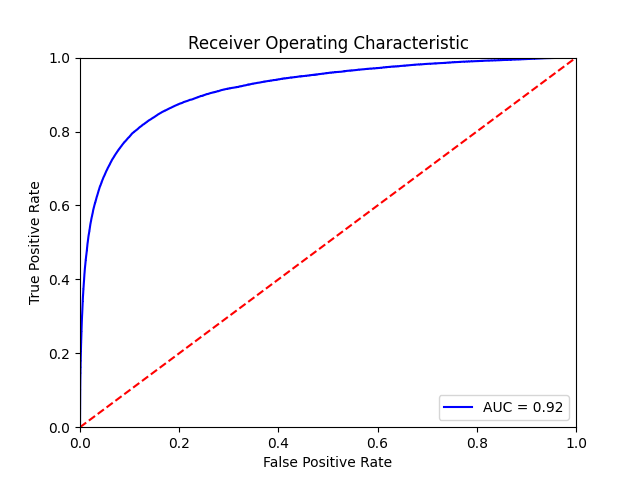 Receiver Operating Characteristic
True Positive Rate
1.0
0.8
0.6
0.4
0.2
0.0
AUC = 0.92
0.0 0.2 0.4 0.6 0.8 1.0
False Positive Rate